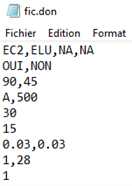 fic.don
Fichier Edition Format
EC2,ELU,NA,NA
OUI,NON
90,45
A,500
30
15
0.03,0.03
1,28
1